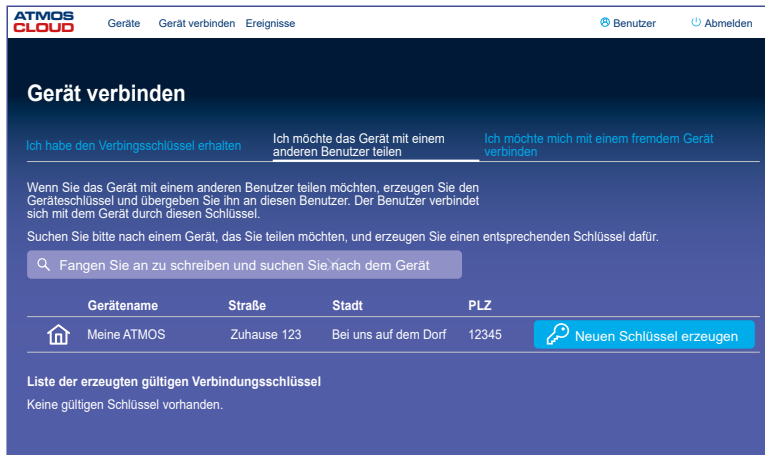 ATMOS
CLOUD
Geräte Gerät verbinden Ereignisse Benutzer Abmelden
Gerät verbinden
Ich habe den Verbingsschlüssel erhalten
Ich möchte das Gerät mit einem
anderen Benutzer teilen
Ich möchte mich mit einem fremdem Gerät
verbinden
Wenn Sie das Gerät mit einem anderen Benutzer teilen möchten, erzeugen Sie den
Geräteschlüssel und übergeben Sie ihn an diesen Benutzer. Der Benutzer verbindet
sich mit dem Gerät durch diesen Schlüssel.
Suchen Sie bitte nach einem Gerät, das Sie teilen möchten, und erzeugen Sie einen entsprechenden Schlüssel dafür.
Fangen Sie an zu schreiben und suchen Sie nach dem Gerät
Gerätename Straße Stadt PLZ
Meine ATMOS Zuhause 123 Bei uns auf dem Dorf 12345 Neuen Schlüssel erzeugen
Liste der erzeugten gültigen Verbindungsschlüssel
Keine gültigen Schlüssel vorhanden.